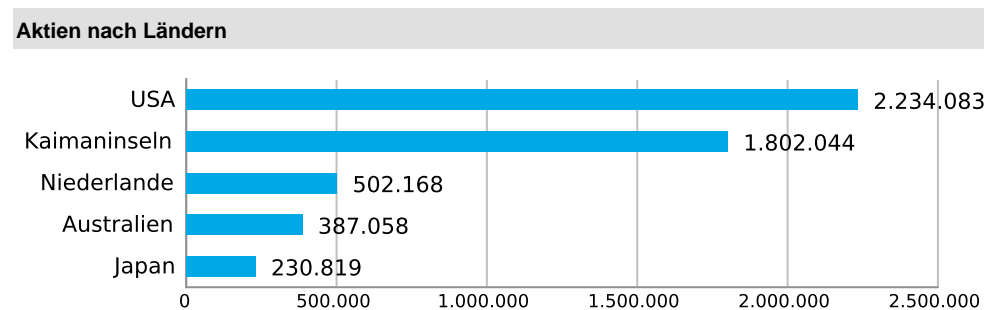 Aktien nach Ländern
USA 2.234.083
Kaimaninseln 1.802.044
Niederlande 502.168
Australien 387.058
Japan 230.819
0 500.000 1.000.000 1.500.000 2.000.000 2.500.000